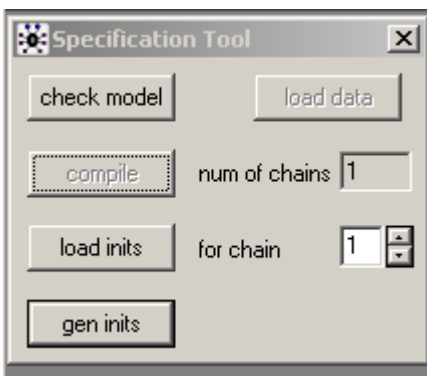 Specification Tool
check model load data
compile num of chains 1
load inits for chain 1
gen inits